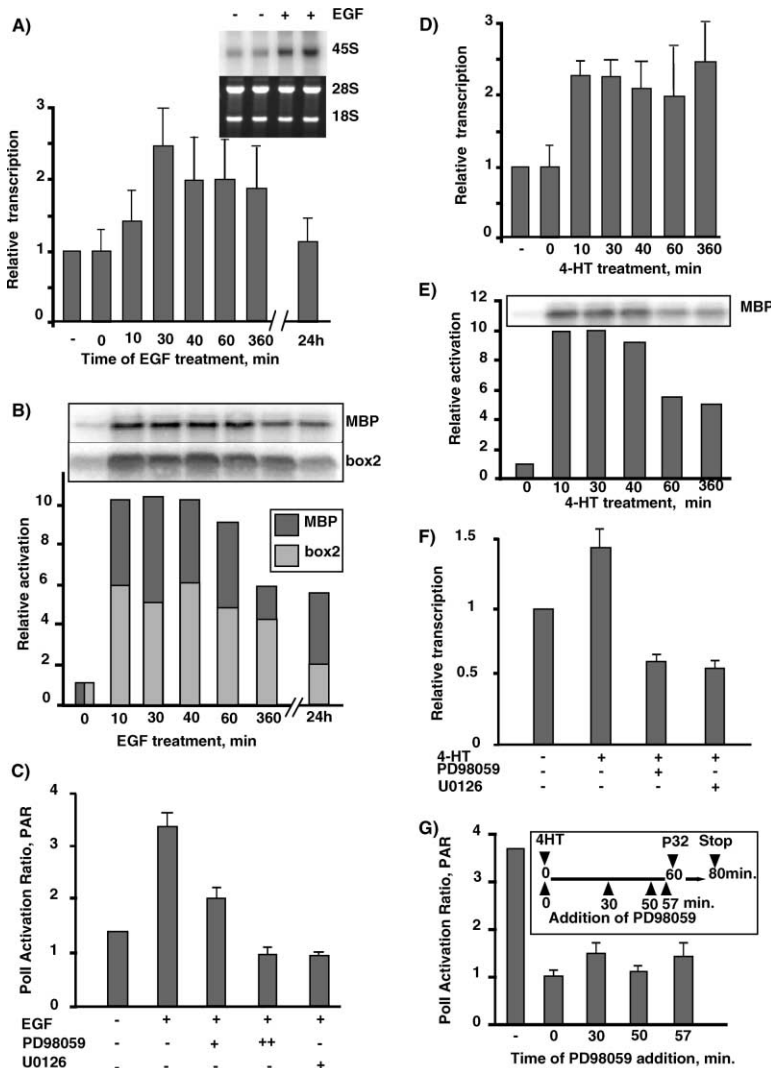 A)
- - + + EGF
45S
28S
18S
Relative transcription
3
2
1
0
- 0 10 30 40 60 360 24h
Time of EGF treatment, min
B)
MBP
box2
Relative activation
10
8
6
4
2
0
MBP
box2
0 10 30 40 60 360 24h
EGF treatment, min
C)
PolI Activation Ratio, PAR
4
3
2
1
0
EGF - + + + +
PD98059 - - + ++ -
U0126 - - - - +
D)
Relative transcription
3
2
1
0
- 0 10 30 40 60 360
4-HT treatment, min
E)
MBP
Relative activation
12
10
8
6
4
2
0
0 10 30 40 60 360
4-HT treatment, min
F)
Relative transcription
1.5
1
0.5
0
4-HT - + + +
PD98059 - - + -
U0126 - - - +
G)
PolI Activation Ratio, PAR
4
3
2
1
0
4HT P32 Stop
0 60 80min.
0 30 50 57 min.
Addition of PD98059
- 0 30 50 57
Time of PD98059 addition, min.